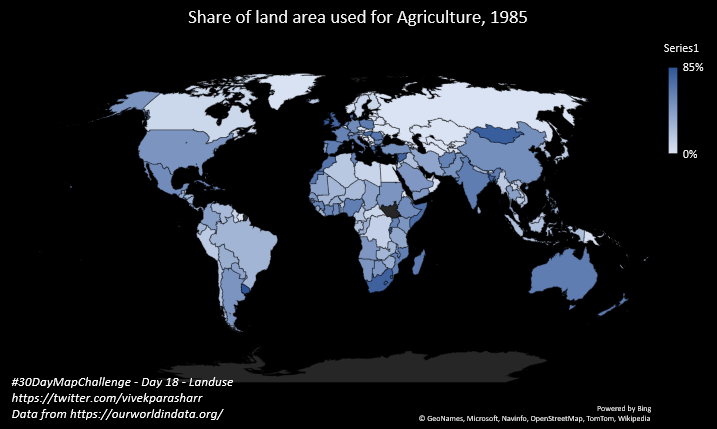 Share of land area used for Agriculture, 1985
Series1
85%
0%
#30DayMapChallenge - Day 18 - Landuse
https://twitter.com/vivekparasharr
Data from https://ourworldindata.org/
Powered by Bing
© GeoNames, Microsoft, Navinfo, OpenStreetMap, TomTom, Wikipedia